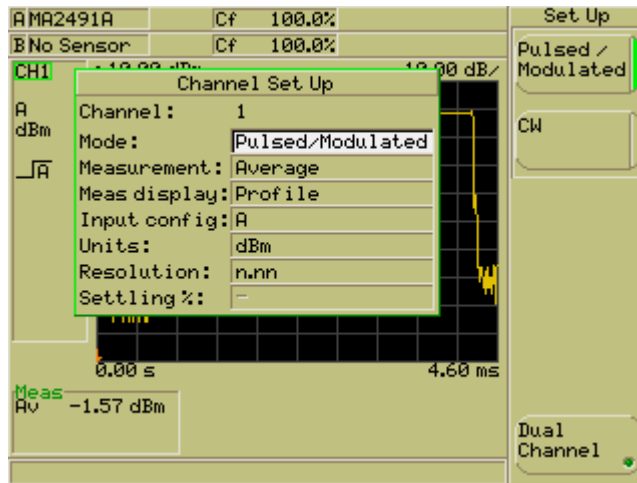 A MA2491A Cf 100.0% Set Up
B No Sensor Cf 100.0%
Pulsed / Modulated
CH1 10.00 dB/
Channel Set Up
A
dBm
Channel: 1
Mode: Pulsed/Modulated
Measurement: Average
Meas display: Profile
Input config: A
Units: dBm
Resolution: n.nn
Settling %: –
A
CW
0.00 s 4.60 ms
Meas
Av -1.57 dBm
Dual
Channel